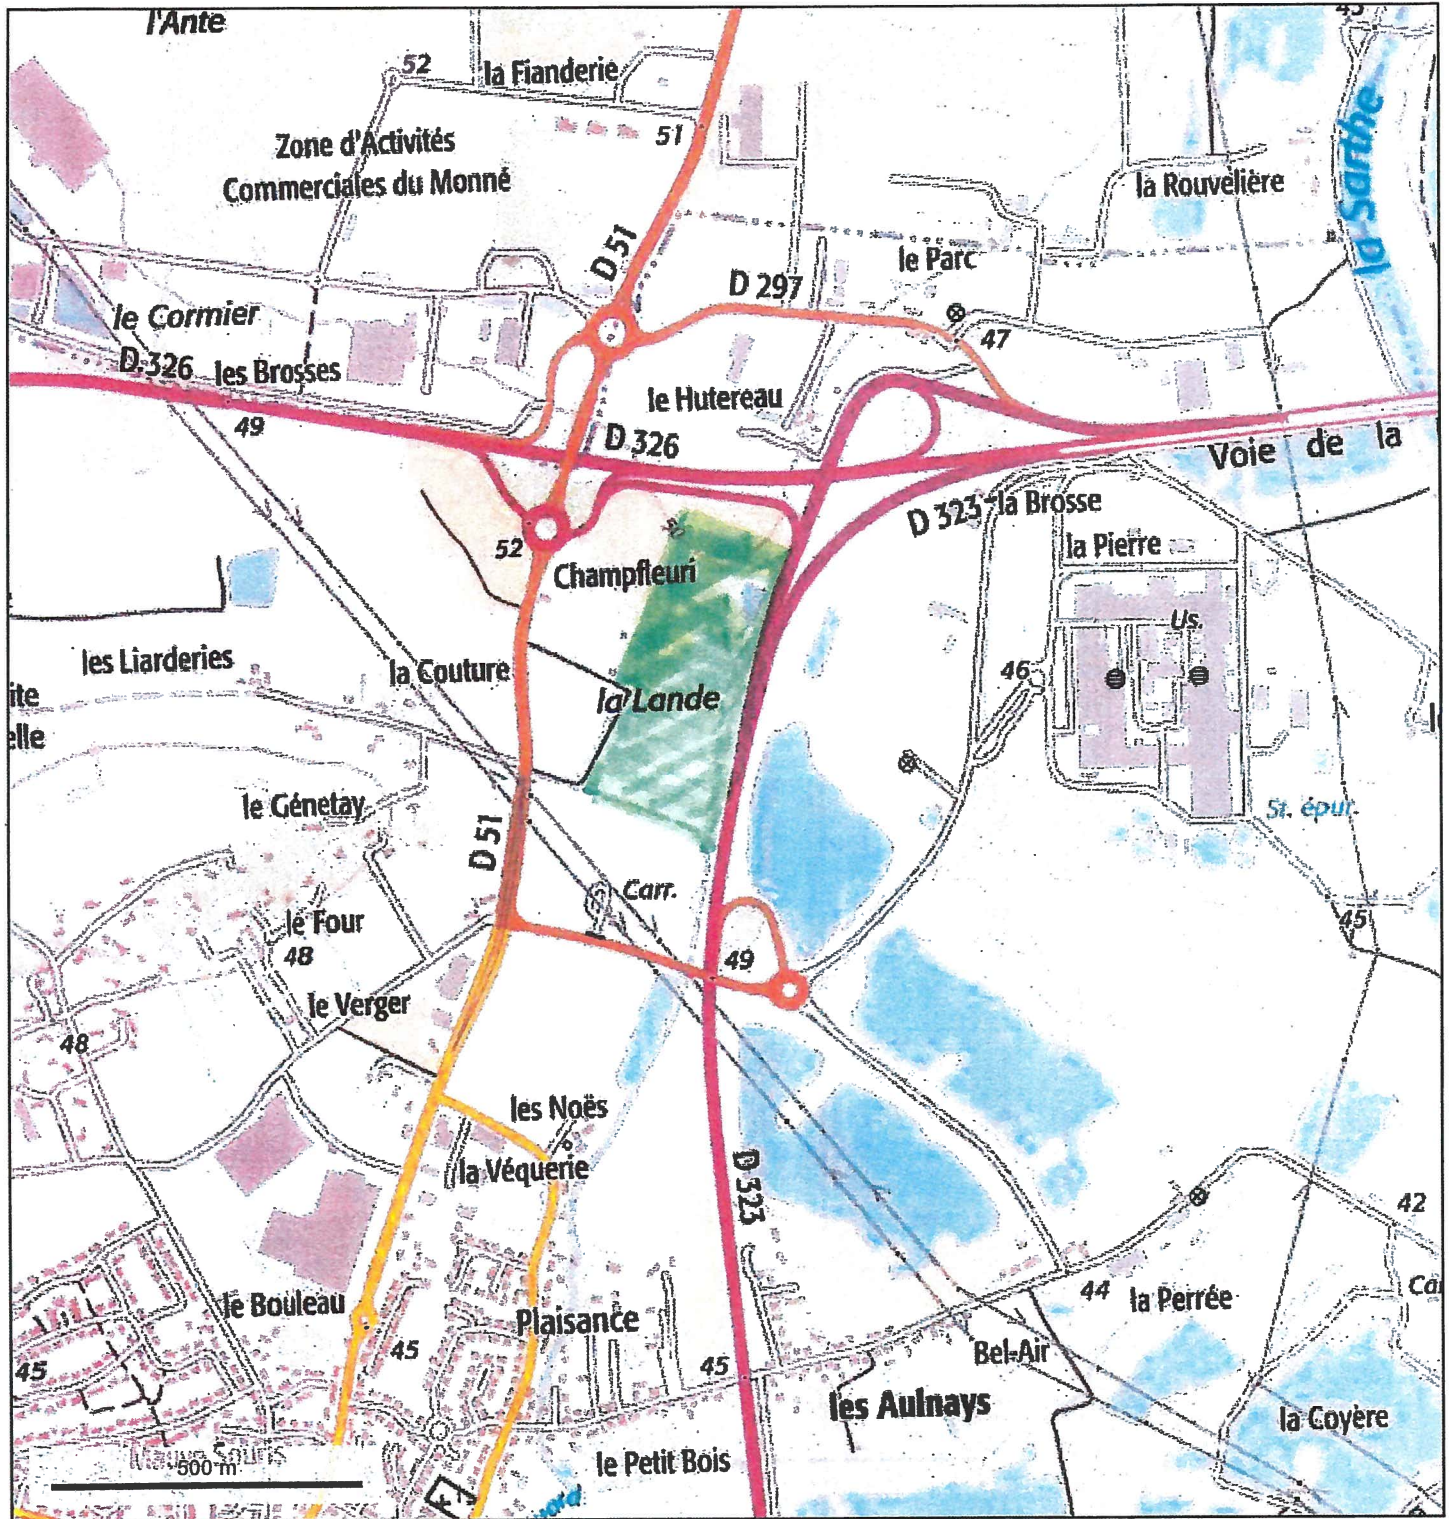 l'Ante
45
52
la Fianderie
51
Zone d'Activités
Commerciales du Monné
la Sarthe
la Rouvelière
D 51
le Parc
D 297
le Cormier
47
D 326
les Brosses
le Hutereau
49
D 326
Voie de la
D 323
la Brosse
52
la Pierre
Champfleuri
Us.
les Liarderies
la Couture
46
ite
elle
la Lande
le Génetay
St. épur.
D 51
Carr.
le Four
45
48
49
le Verger
48
les Noës
la Véquerie
D 323
42
le Bouleau
Plaisance
44
la Perrée
Ca
45
45
45
Bel-Air
les Aulnays
la Coyère
500 m
le Petit Bois